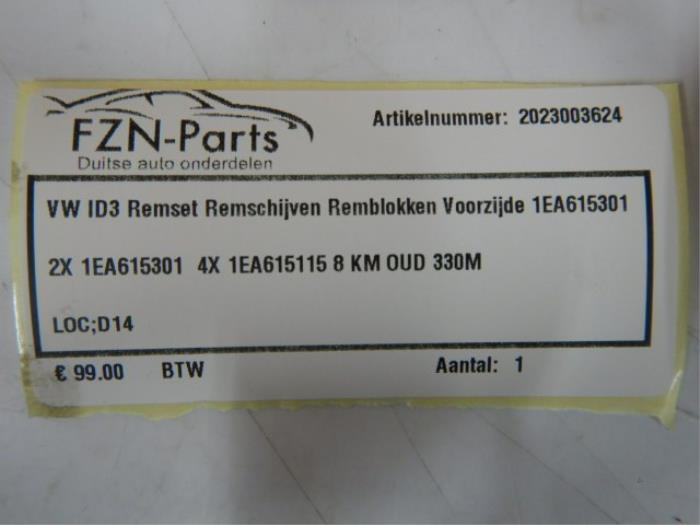 FZN-Parts
Duitse auto onderdelen
Artikelnummer: 2023003624
VW ID3 Remset Remschijven Remblokken Voorzijde 1EA615301
2X 1EA615301 4X 1EA615115 8 KM OUD 330M
LOC;D14
€ 99.00 BTW Aantal: 1